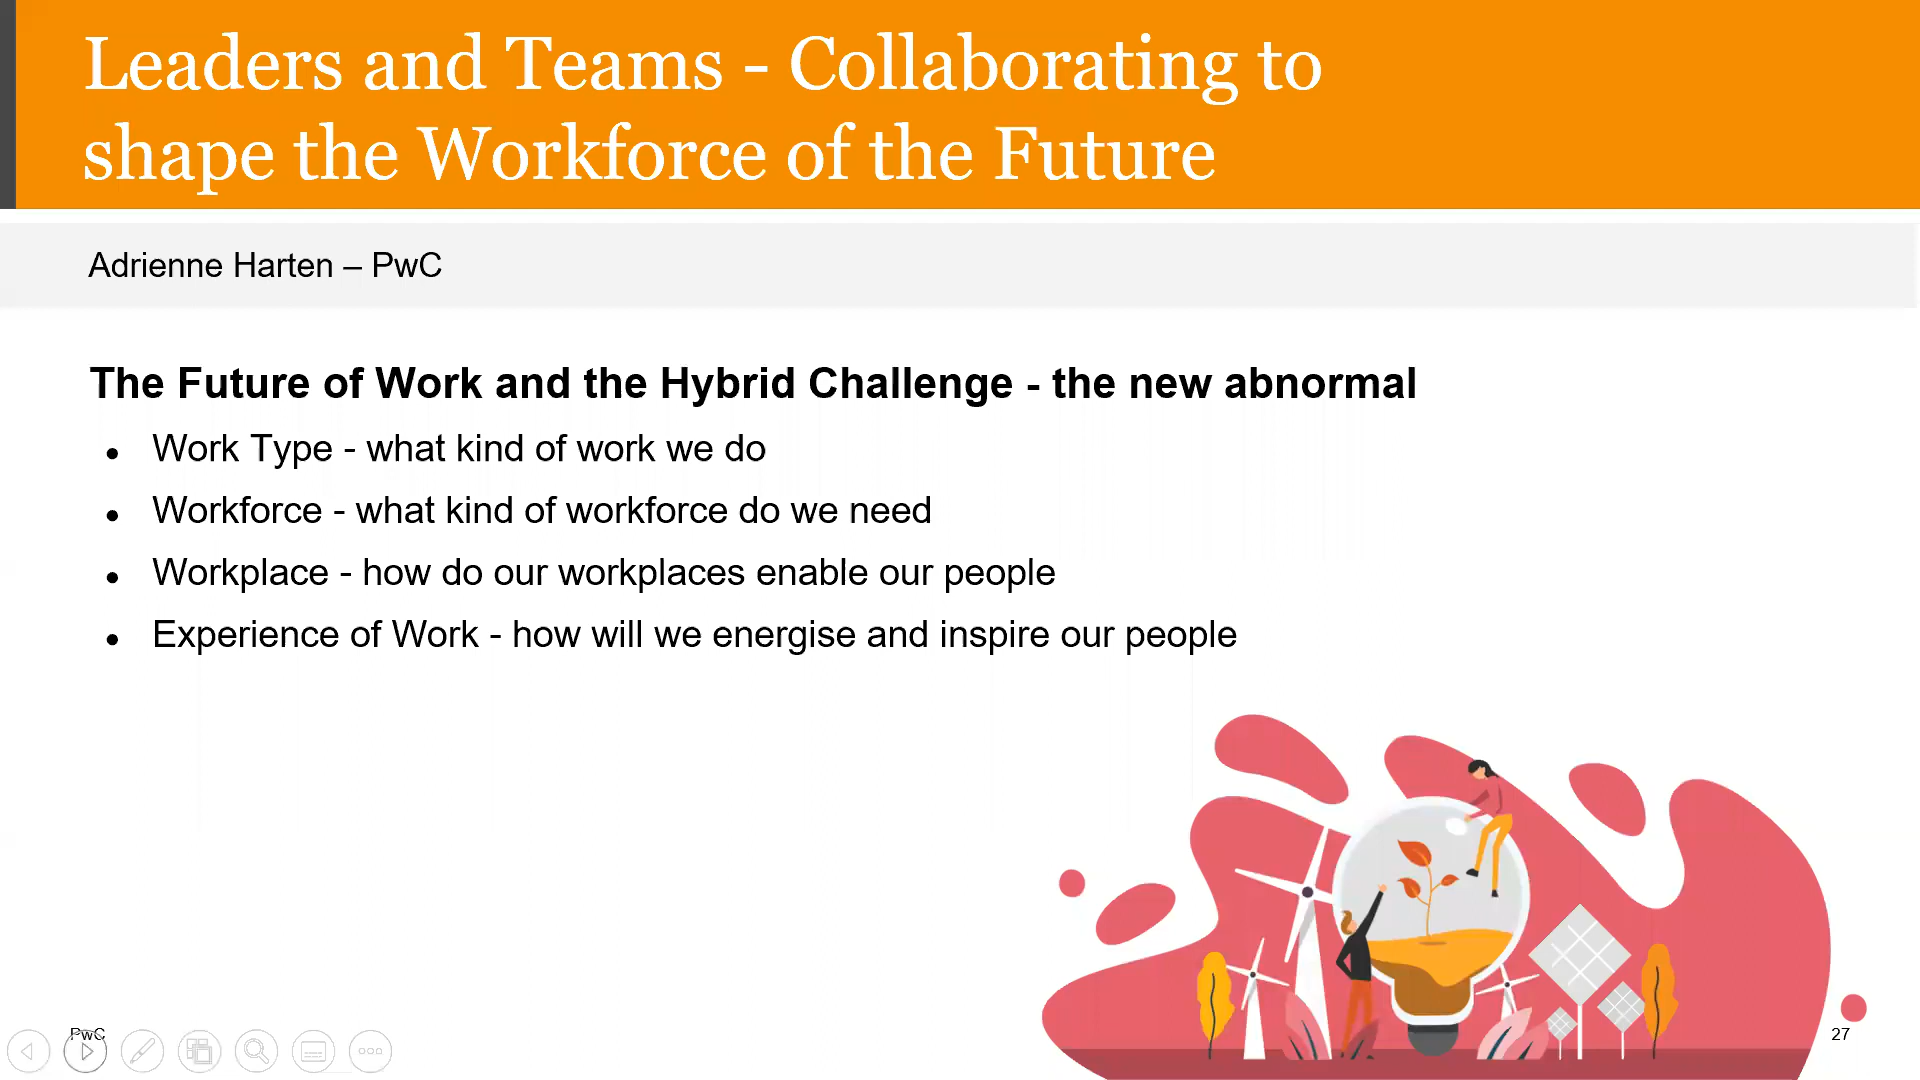 Leaders and Teams - Collaborating to
shape the Workforce of the Future
Adrienne Harten – PwC
The Future of Work and the Hybrid Challenge - the new abnormal
● Work Type - what kind of work we do
● Workforce - what kind of workforce do we need
● Workplace - how do our workplaces enable our people
● Experience of Work - how will we energise and inspire our people
PwC
27